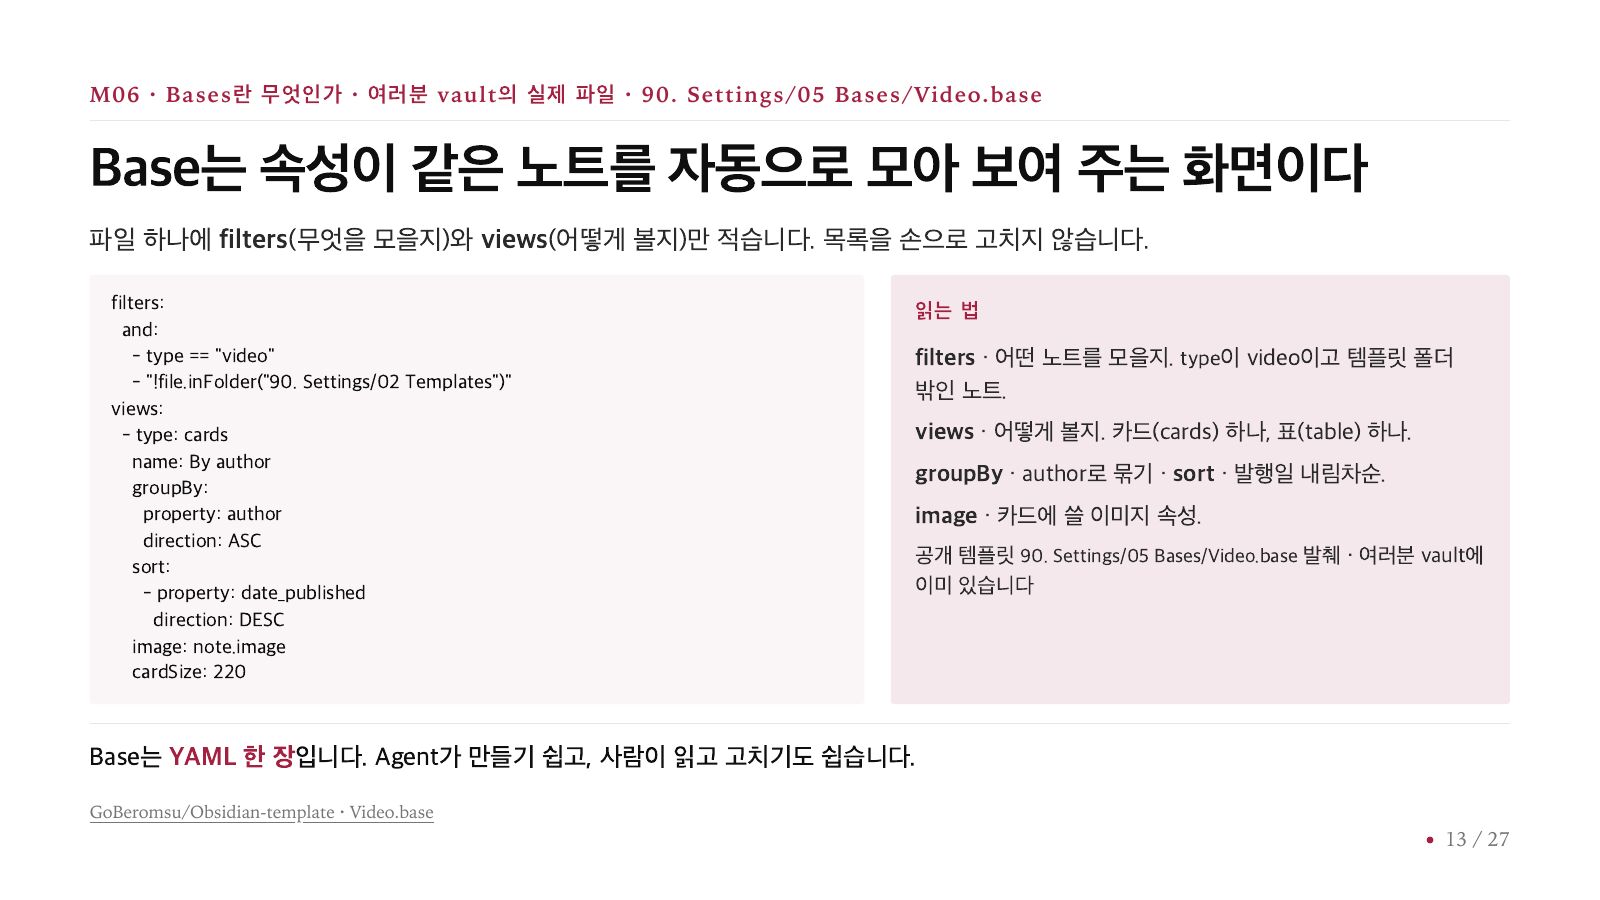 M06 · Bases란 무엇인가 · 여러분 vault의 실제 파일 · 90. Settings/05 Bases/Video.base
Base는 속성이 같은 노트를 자동으로 모아 보여 주는 화면이다
파일 하나에 filters(무엇을 모을지)와 views(어떻게 볼지)만 적습니다. 목록을 손으로 고치지 않습니다.
filters:
  and:
    - type == "video"
    - "!file.inFolder("90. Settings/02 Templates")"
views:
  - type: cards
    name: By author
    groupBy:
      property: author
      direction: ASC
    sort:
      - property: date_published
        direction: DESC
    image: note.image
    cardSize: 220
읽는 법
filters · 어떤 노트를 모을지. type이 video이고 템플릿 폴더
밖인 노트.
views · 어떻게 볼지. 카드(cards) 하나, 표(table) 하나.
groupBy · author로 묶기 · sort · 발행일 내림차순.
image · 카드에 쓸 이미지 속성.
공개 템플릿 90. Settings/05 Bases/Video.base 발췌 · 여러분 vault에
이미 있습니다
Base는 YAML 한 장입니다. Agent가 만들기 쉽고, 사람이 읽고 고치기도 쉽습니다.
GoBeromsu/Obsidian-template · Video.base
• 13 / 27